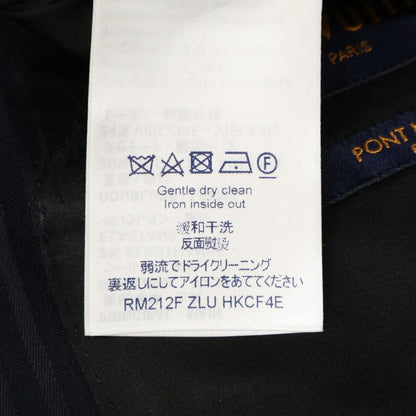 VUITTON
PARIS
PONT
Gentle dry clean
Iron inside out
缓和干洗
反面熨烫
弱流でドライクリーニング
裏返しにしてアイロンをあててください
RM212F ZLU HKCF4E